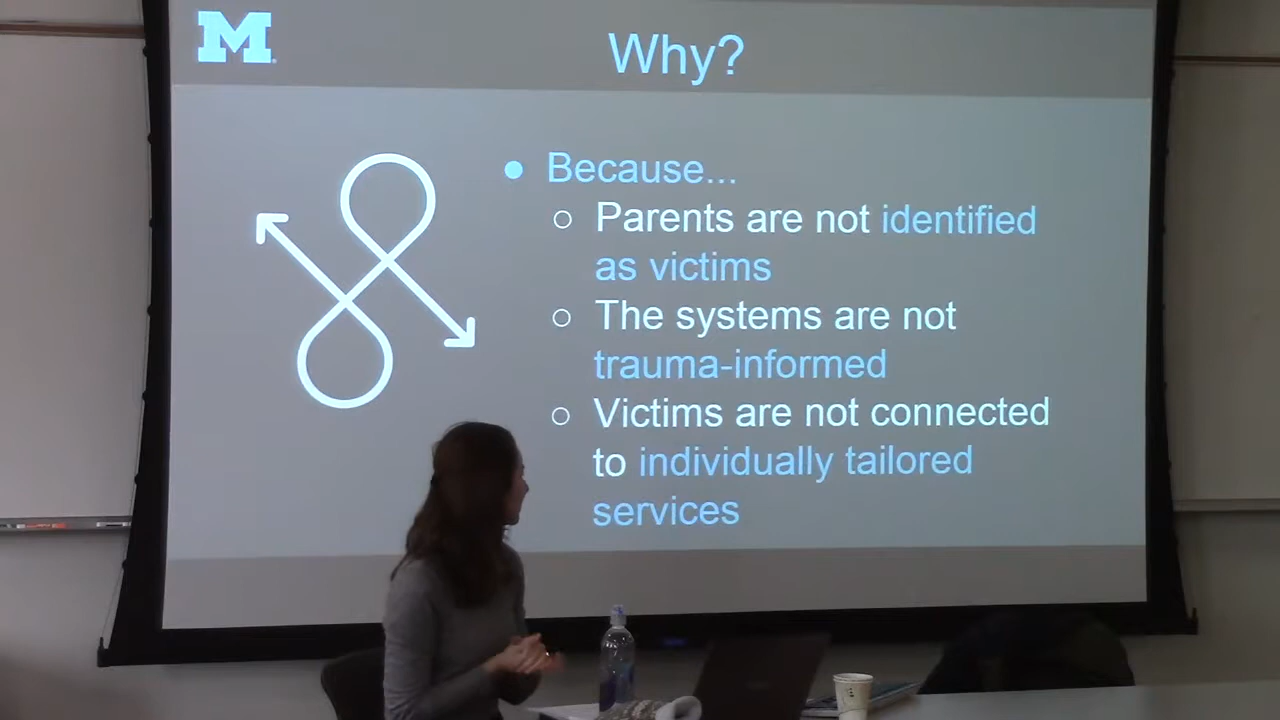 M
Why?
Because...
Parents are not identified
as victims
The systems are not
trauma-informed
Victims are not connected
to individually tailored
services